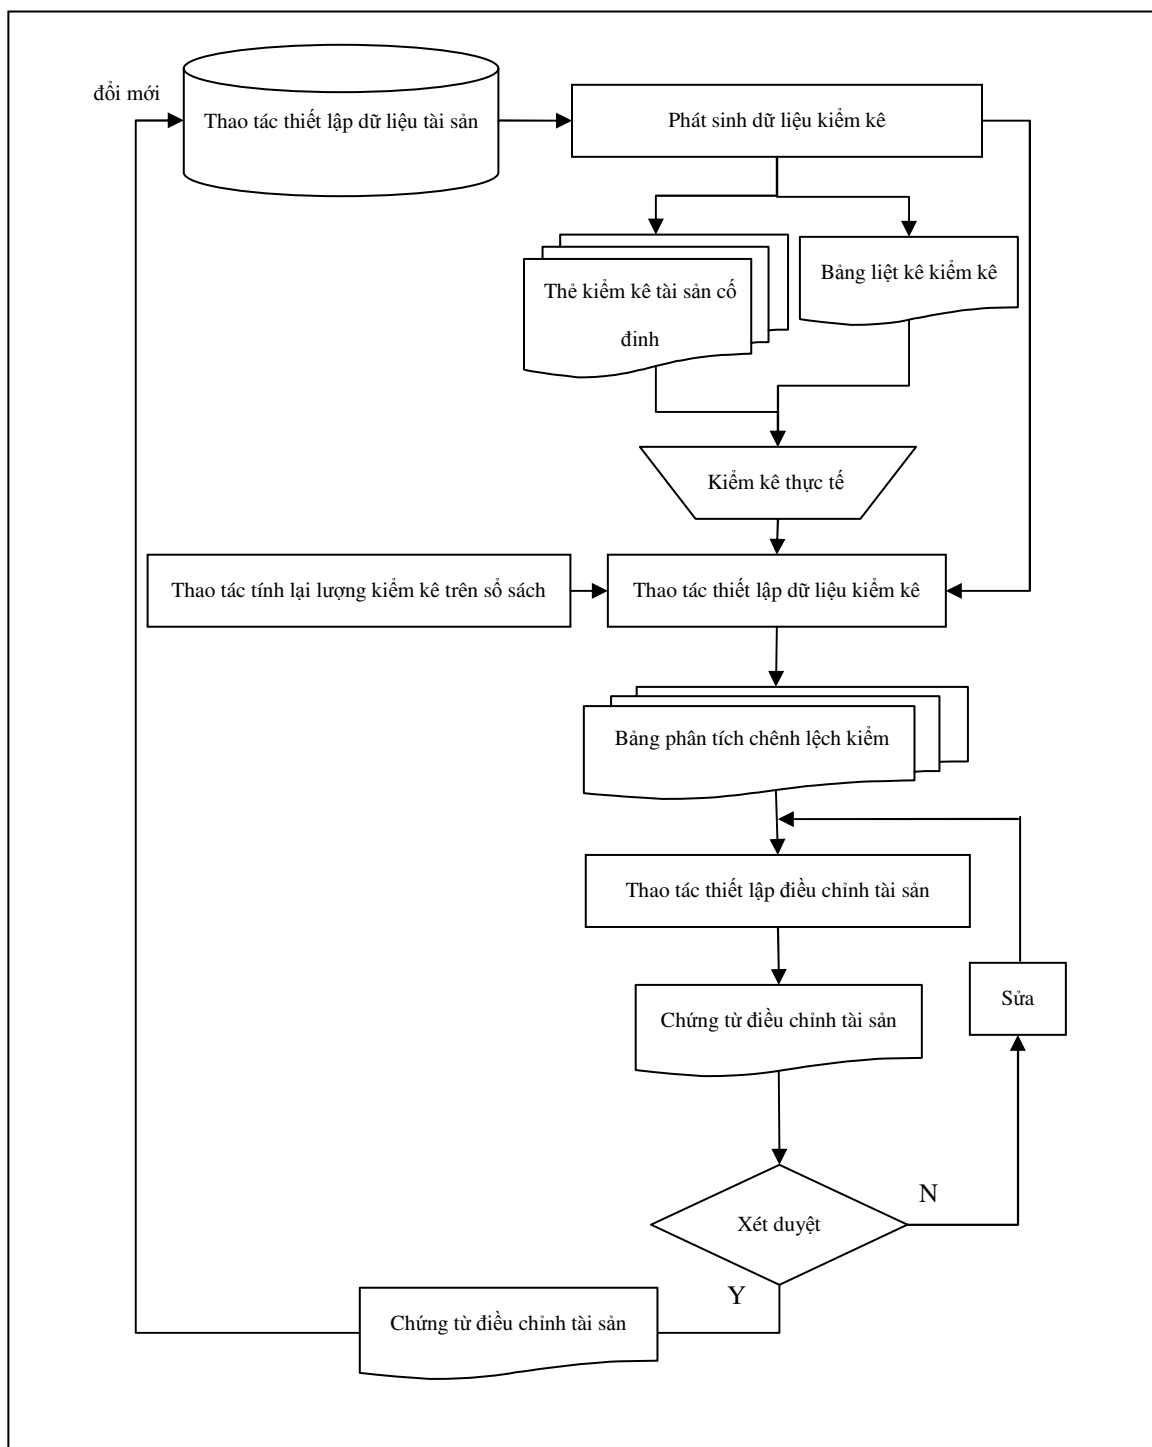 đổi mới
Thao tác thiết lập dữ liệu tài sản
Phát sinh dữ liệu kiểm kê
Thẻ kiểm kê tài sản cố
đinh
Bảng liệt kê kiểm kê
Kiểm kê thực tế
Thao tác tính lại lượng kiểm kê trên sổ sách
Thao tác thiết lập dữ liệu kiểm kê
Bảng phân tích chênh lệch kiểm
Thao tác thiết lập điều chỉnh tài sản
Sửa
Chứng từ điều chỉnh tài sản
N
Xét duyệt
Y
Chứng từ điều chỉnh tài sản